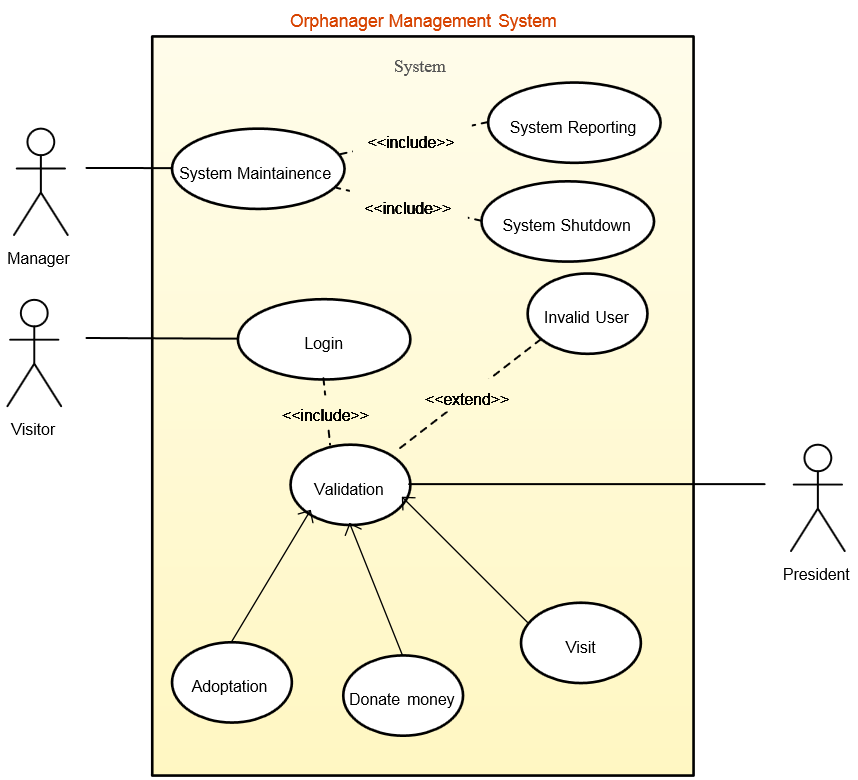 Orphanager Management System
System
System Reporting
<<include>>
System Maintainence
<<include>>
System Shutdown
Manager
Invalid User
Login
<<extend>>
<<include>>
Visitor
Validation
President
Visit
Adoptation
Donate money